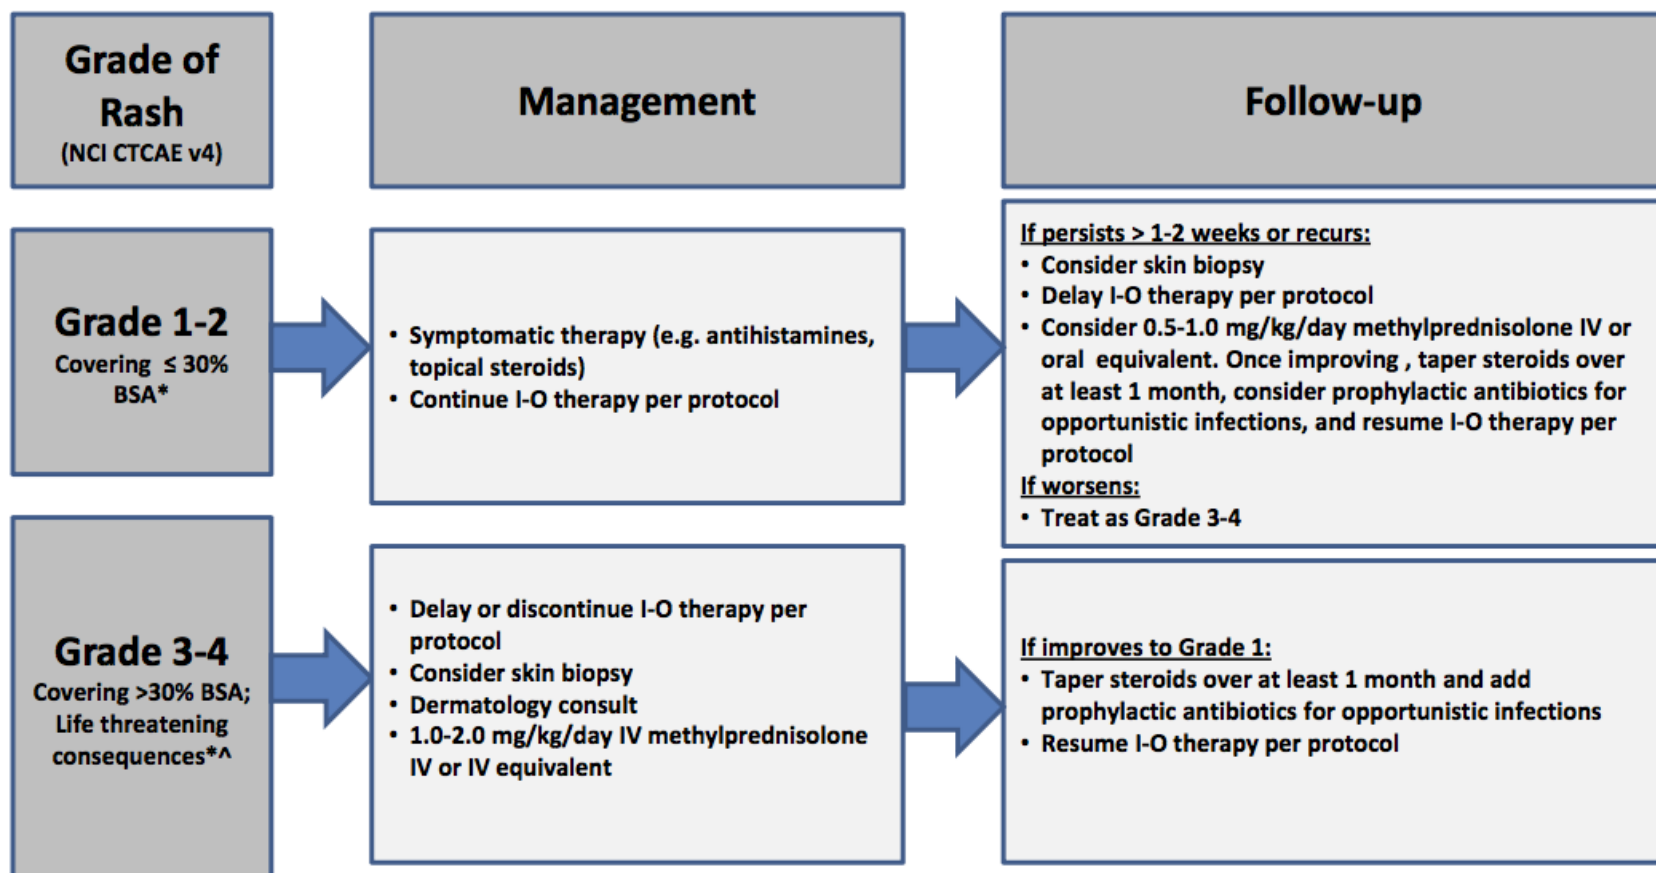 Grade of
Rash
(NCI CTCAE v4)
Management
Follow-up
Grade 1-2
Covering ≤ 30%
BSA*
• Symptomatic therapy (e.g. antihistamines,
topical steroids)
• Continue I-O therapy per protocol
If persists > 1-2 weeks or recurs:
• Consider skin biopsy
• Delay I-O therapy per protocol
• Consider 0.5-1.0 mg/kg/day methylprednisolone IV or
oral equivalent. Once improving , taper steroids over
at least 1 month, consider prophylactic antibiotics for
opportunistic infections, and resume I-O therapy per
protocol
If worsens:
• Treat as Grade 3-4
Grade 3-4
Covering >30% BSA;
Life threatening
consequences*^
• Delay or discontinue I-O therapy per
protocol
• Consider skin biopsy
• Dermatology consult
• 1.0-2.0 mg/kg/day IV methylprednisolone
IV or IV equivalent
If improves to Grade 1:
• Taper steroids over at least 1 month and add
prophylactic antibiotics for opportunistic infections
• Resume I-O therapy per protocol